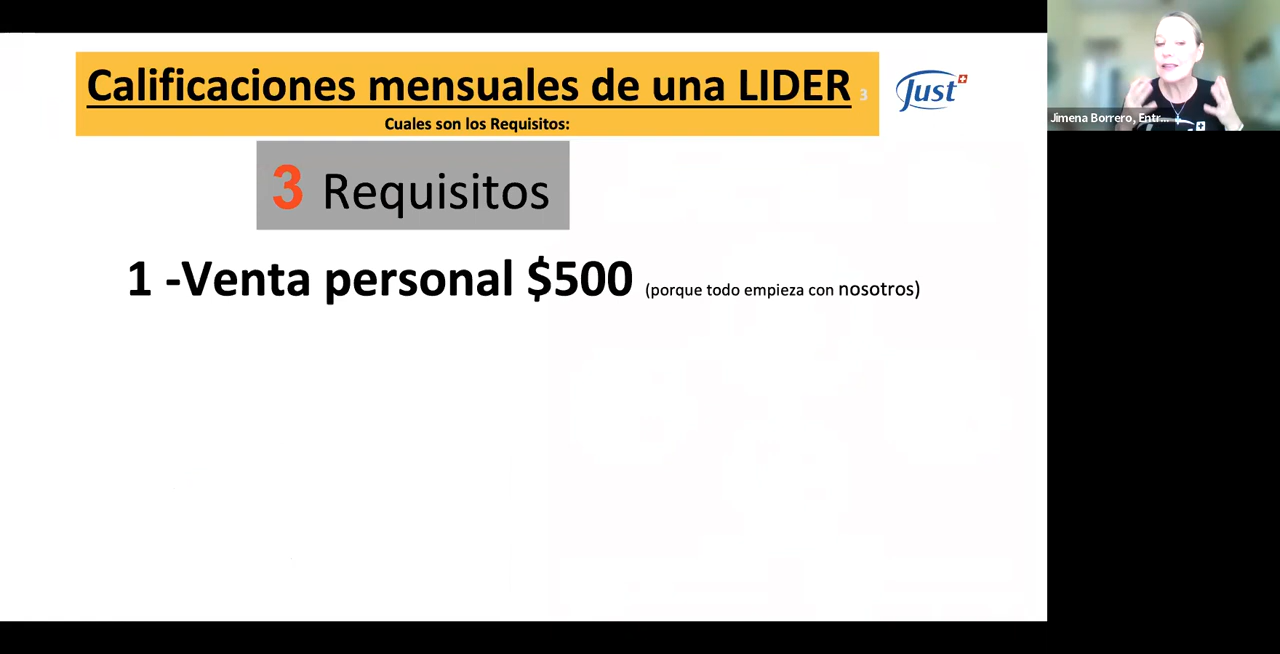 Calificaciones mensuales de una LIDER
3
Cuales son los Requisitos:
Just
3 Requisitos
1 -Venta personal $500 (porque todo empieza con nosotros)
Jimena Borrero, Entr...